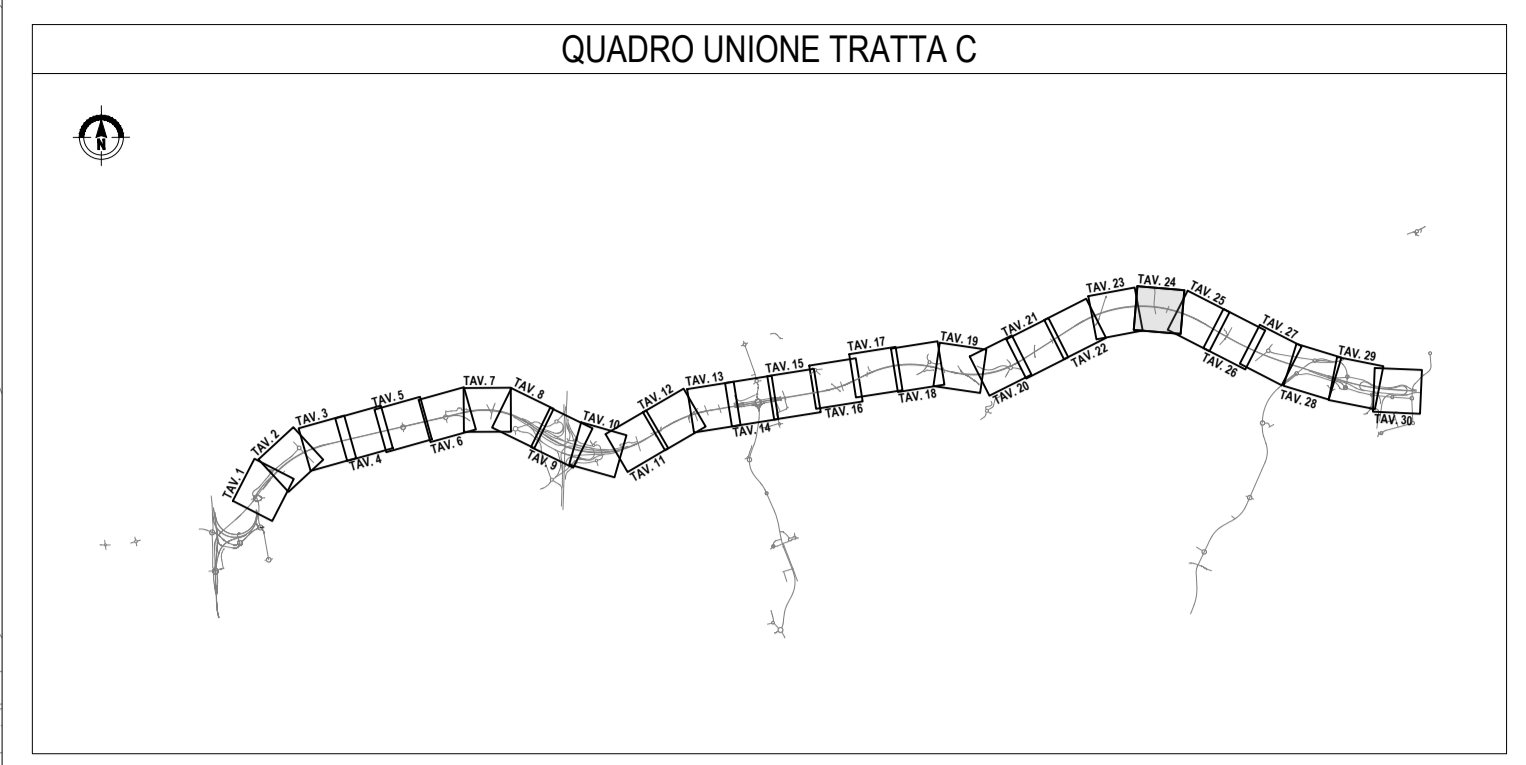 QUADRO UNIONE TRATTA C
N
TAV. 1
TAV. 2
TAV. 3
TAV. 4
TAV. 5
TAV. 6
TAV. 7
TAV. 8
TAV. 9
TAV. 10
TAV. 11
TAV. 12
TAV. 13
TAV. 14
TAV. 15
TAV. 16
TAV. 17
TAV. 18
TAV. 19
TAV. 20
TAV. 21
TAV. 22
TAV. 23
TAV. 24
TAV. 25
TAV. 26
TAV. 27
TAV. 28
TAV. 29
TAV. 30